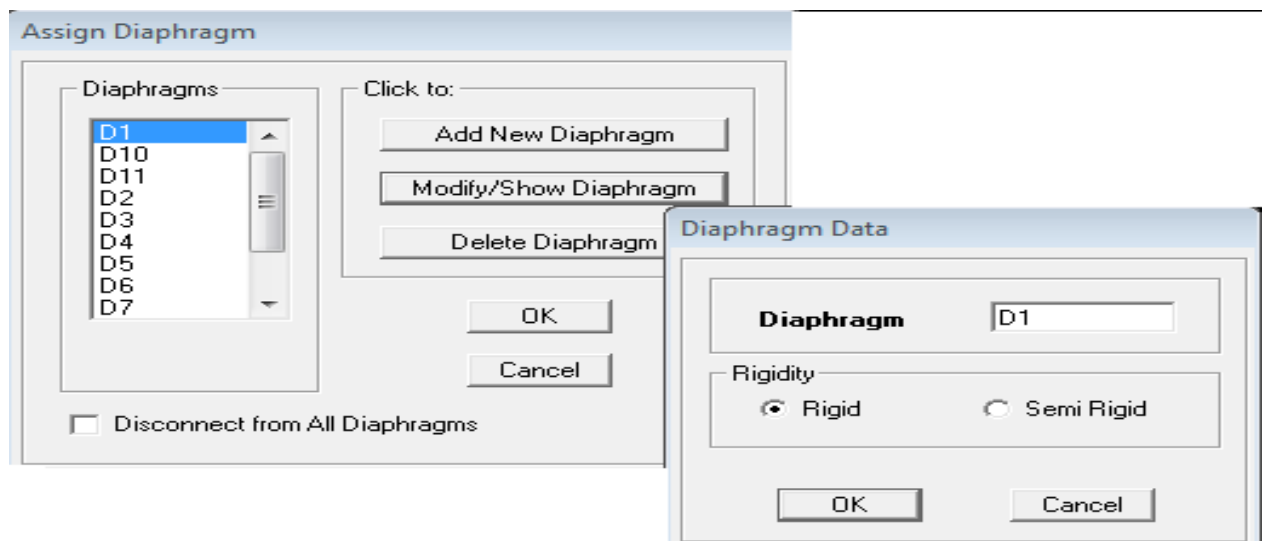 Assign Diaphragm
Diaphragms
D1
D10
D11
D2
D3
D4
D5
D6
D7
Click to:
Add New Diaphragm
Modify/Show Diaphragm
Delete Diaphragm
OK
Cancel
Disconnect from All Diaphragms
Diaphragm Data
Diaphragm D1
Rigidity
Rigid Semi Rigid
OK Cancel